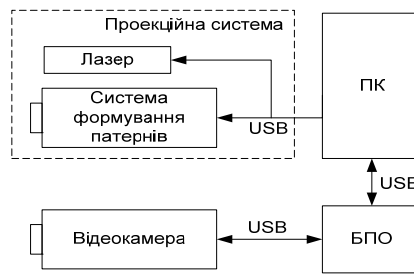 Проекційна система
Лазер
ПК
Система
формування
патернів
USB
USB
Відеокамера
USB
БПО